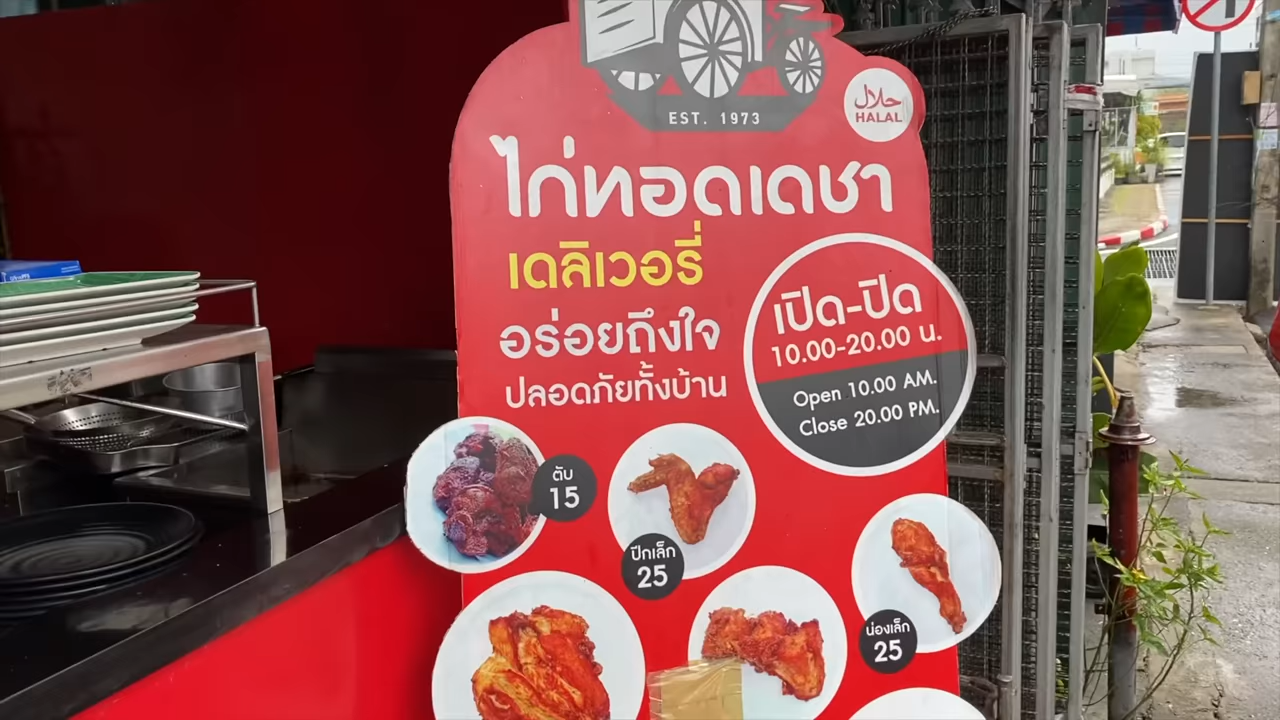 EST. 1973
حلال
HALAL
ไก่ทอดเดชา
เดลิเวอรี่
อร่อยถึงใจ
ปลอดภัยทั้งบ้าน
เปิด-ปิด
10.00-20.00 น.
Open 10.00 AM.
Close 20.00 PM.
ตับ
15
ปีกเล็ก
25
น่องเล็ก
25